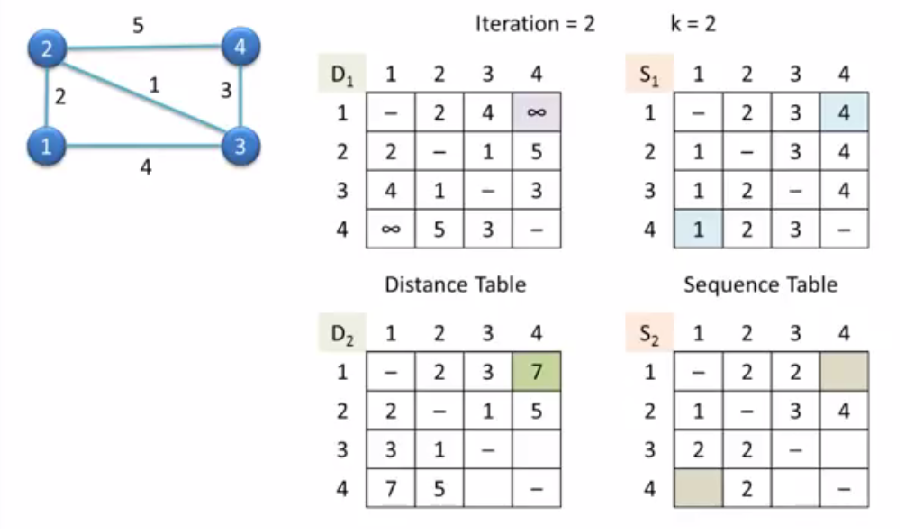 Iteration = 2 k = 2
5
2 4
2 1 3
1 3
4
D₁ 1 2 3 4
1 – 2 4 ∞
2 2 – 1 5
3 4 1 – 3
4 ∞ 5 3 –
S₁ 1 2 3 4
1 – 2 3 4
2 1 – 3 4
3 1 2 – 4
4 1 2 3 –
Distance Table
Sequence Table
D₂ 1 2 3 4
1 – 2 3 7
2 2 – 1 5
3 3 1 –
4 7 5 –
S₂ 1 2 3 4
1 – 2 2
2 1 – 3 4
3 2 2 –
4 2 –